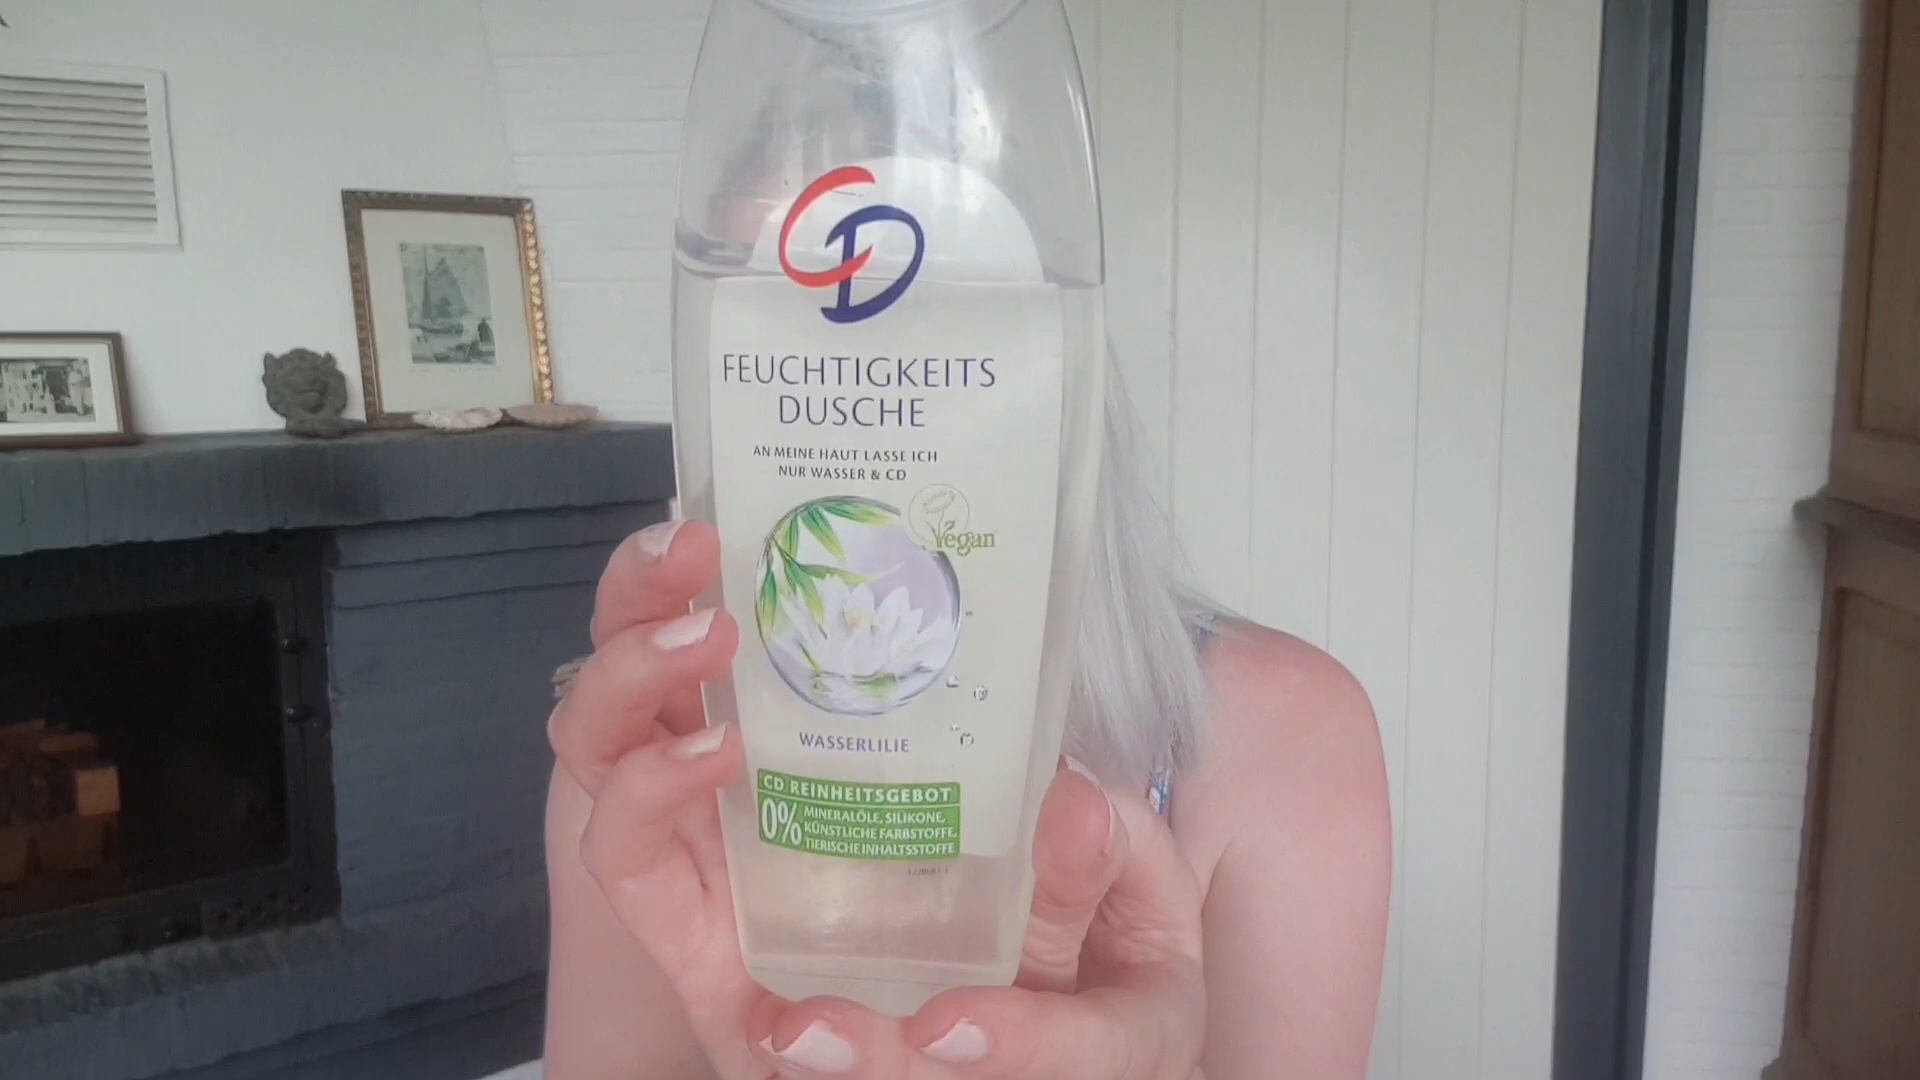 CD
FEUCHTIGKEITS
DUSCHE
AN MEINE HAUT LASSE ICH
NUR WASSER & CD
Vegan
WASSERLILIE
CD REINHEITSGEBOT
0% MINERALÖLE, SILIKONE,
KÜNSTLICHE FARBSTOFFE,
TIERISCHE INHALTSSTOFFE